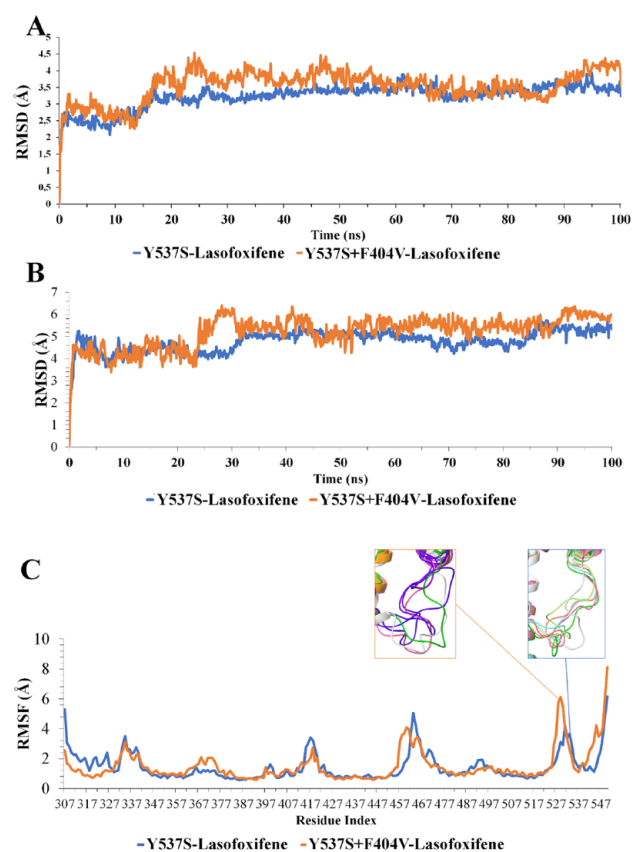 A
RMSD (Å)
5
4.5
4
3.5
3
2.5
2
1.5
1
0.5
0
0 10 20 30 40 50 60 70 80 90 100
Time (ns)
Y537S-Lasofoxifene Y537S+F404V-Lasofoxifene
B
RMSD (Å)
7
6
5
4
3
2
1
0
0 10 20 30 40 50 60 70 80 90 100
Time (ns)
Y537S-Lasofoxifene Y537S+F404V-Lasofoxifene
C
RMSF (Å)
10
8
6
4
2
0
307 317 327 337 347 357 367 377 387 397 407 417 427 437 447 457 467 477 487 497 507 517 527 537 547
Residue Index
Y537S-Lasofoxifene Y537S+F404V-Lasofoxifene